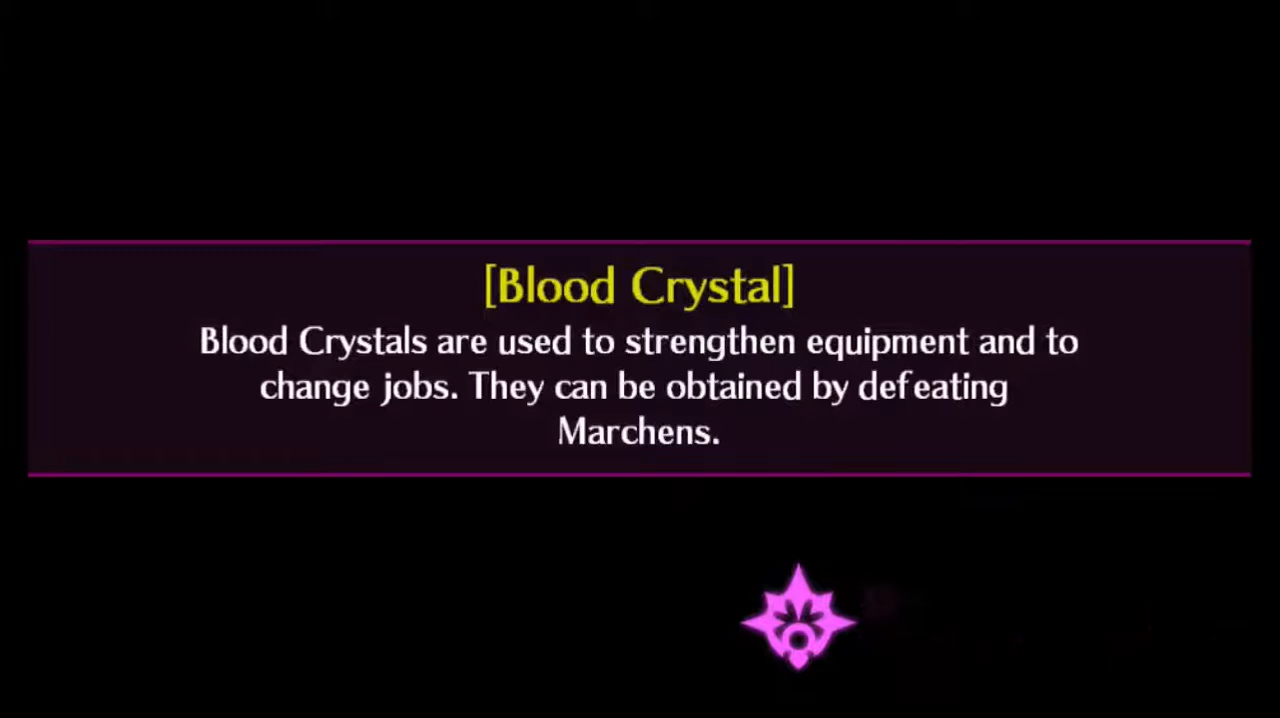 [Blood Crystal]
Blood Crystals are used to strengthen equipment and to
change jobs. They can be obtained by defeating
Marchens.